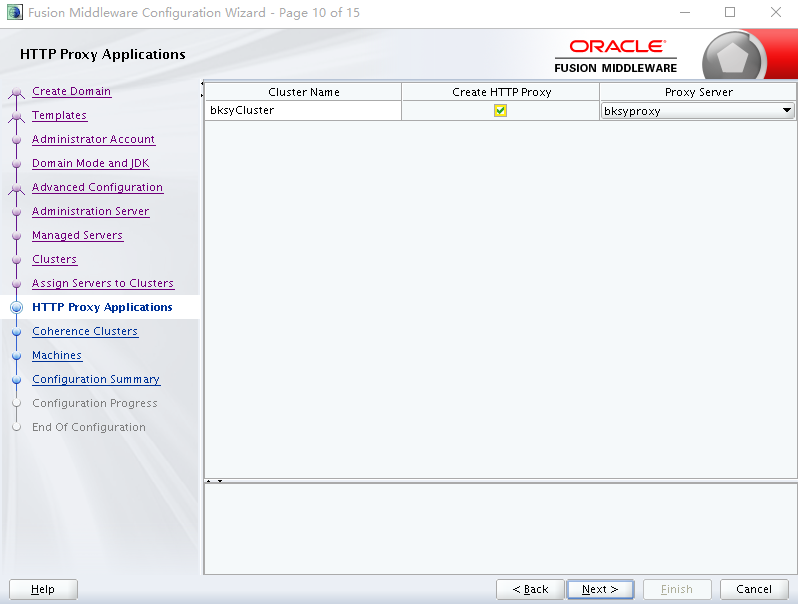 Fusion Middleware Configuration Wizard - Page 10 of 15
HTTP Proxy Applications
ORACLE
FUSION MIDDLEWARE
Create Domain
Templates
Administrator Account
Domain Mode and JDK
Advanced Configuration
Administration Server
Managed Servers
Clusters
Assign Servers to Clusters
HTTP Proxy Applications
Coherence Clusters
Machines
Configuration Summary
Configuration Progress
End Of Configuration
Cluster Name Create HTTP Proxy Proxy Server
bksyCluster bksyproxy
Help < Back Next > Finish Cancel